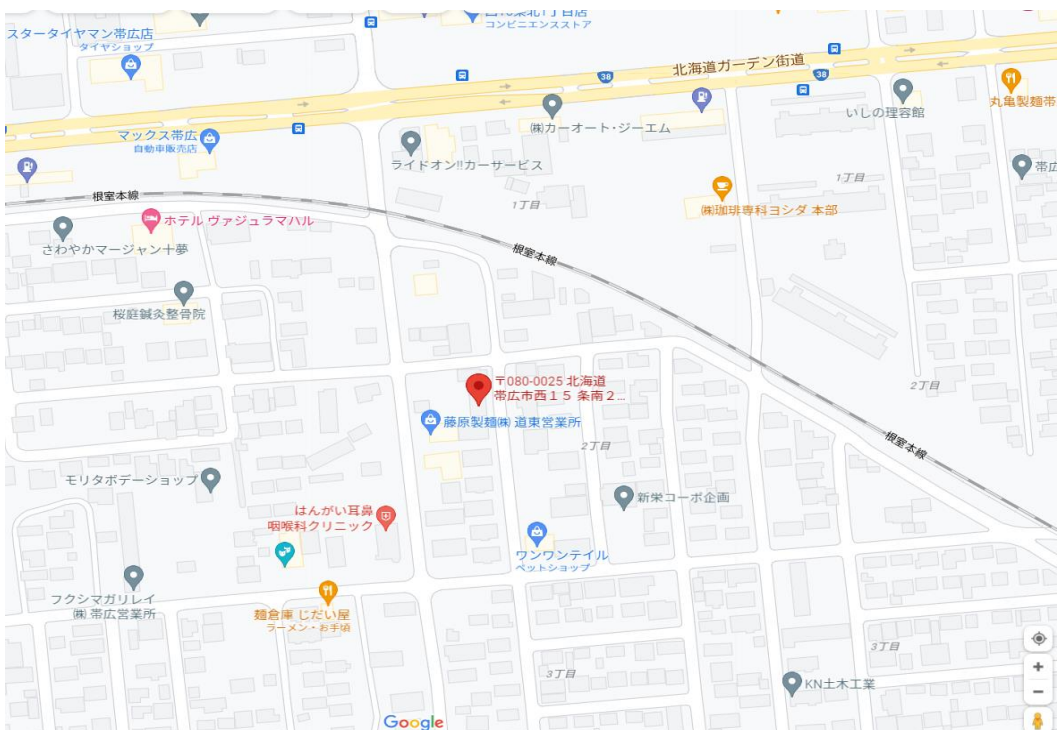 コンビニエンスストア
スタータイヤマン帯広店
タイヤショップ
北海道ガーデン街道
38
38
丸亀製麺帯
いしの理容館
㈱カーオート・ジーエム
マックス帯広
自動車販売店
ライドオン!!カーサービス
1丁目
帯広
根室本線
1丁目
㈱珈琲専科ヨシダ 本部
ホテル ヴァジュラマハル
さわやかマージャン十夢
根室本線
桜庭鍼灸整骨院
〒080-0025 北海道
帯広市西１５ 条南２...
2丁目
藤原製麺㈱ 道東営業所
2丁目
根室本線
モリタボデーショップ
新栄コーポ企画
はんがい耳鼻
咽喉科クリニック
ワンワンテイル
ペットショップ
フクシマガリレイ
㈱ 帯広営業所
麺倉庫 じだい屋
ラーメン・お手頃
3丁目
3丁目
KN土木工業
Google